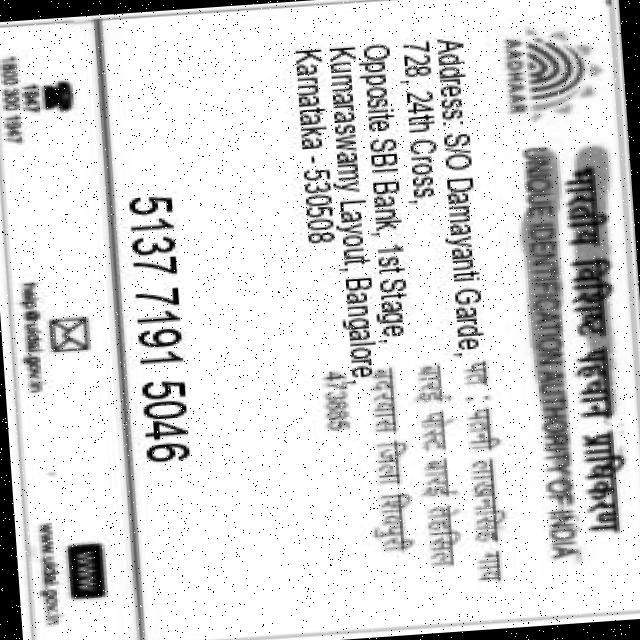 भारतीय विशिष्ट पहचान प्राधिकरण
UNIQUE IDENTIFICATION AUTHORITY OF INDIA
AADHAAR
Address: S/O Damayanti Garde,
728, 24th Cross,
Opposite SBI Bank, 1st Stage,
Kumaraswamy Layout, Bangalore,
Karnataka - 530508
473665
5137 7191 5046
1947
1800 300 1947
help@uidai.gov.in
www
www.uidai.gov.in